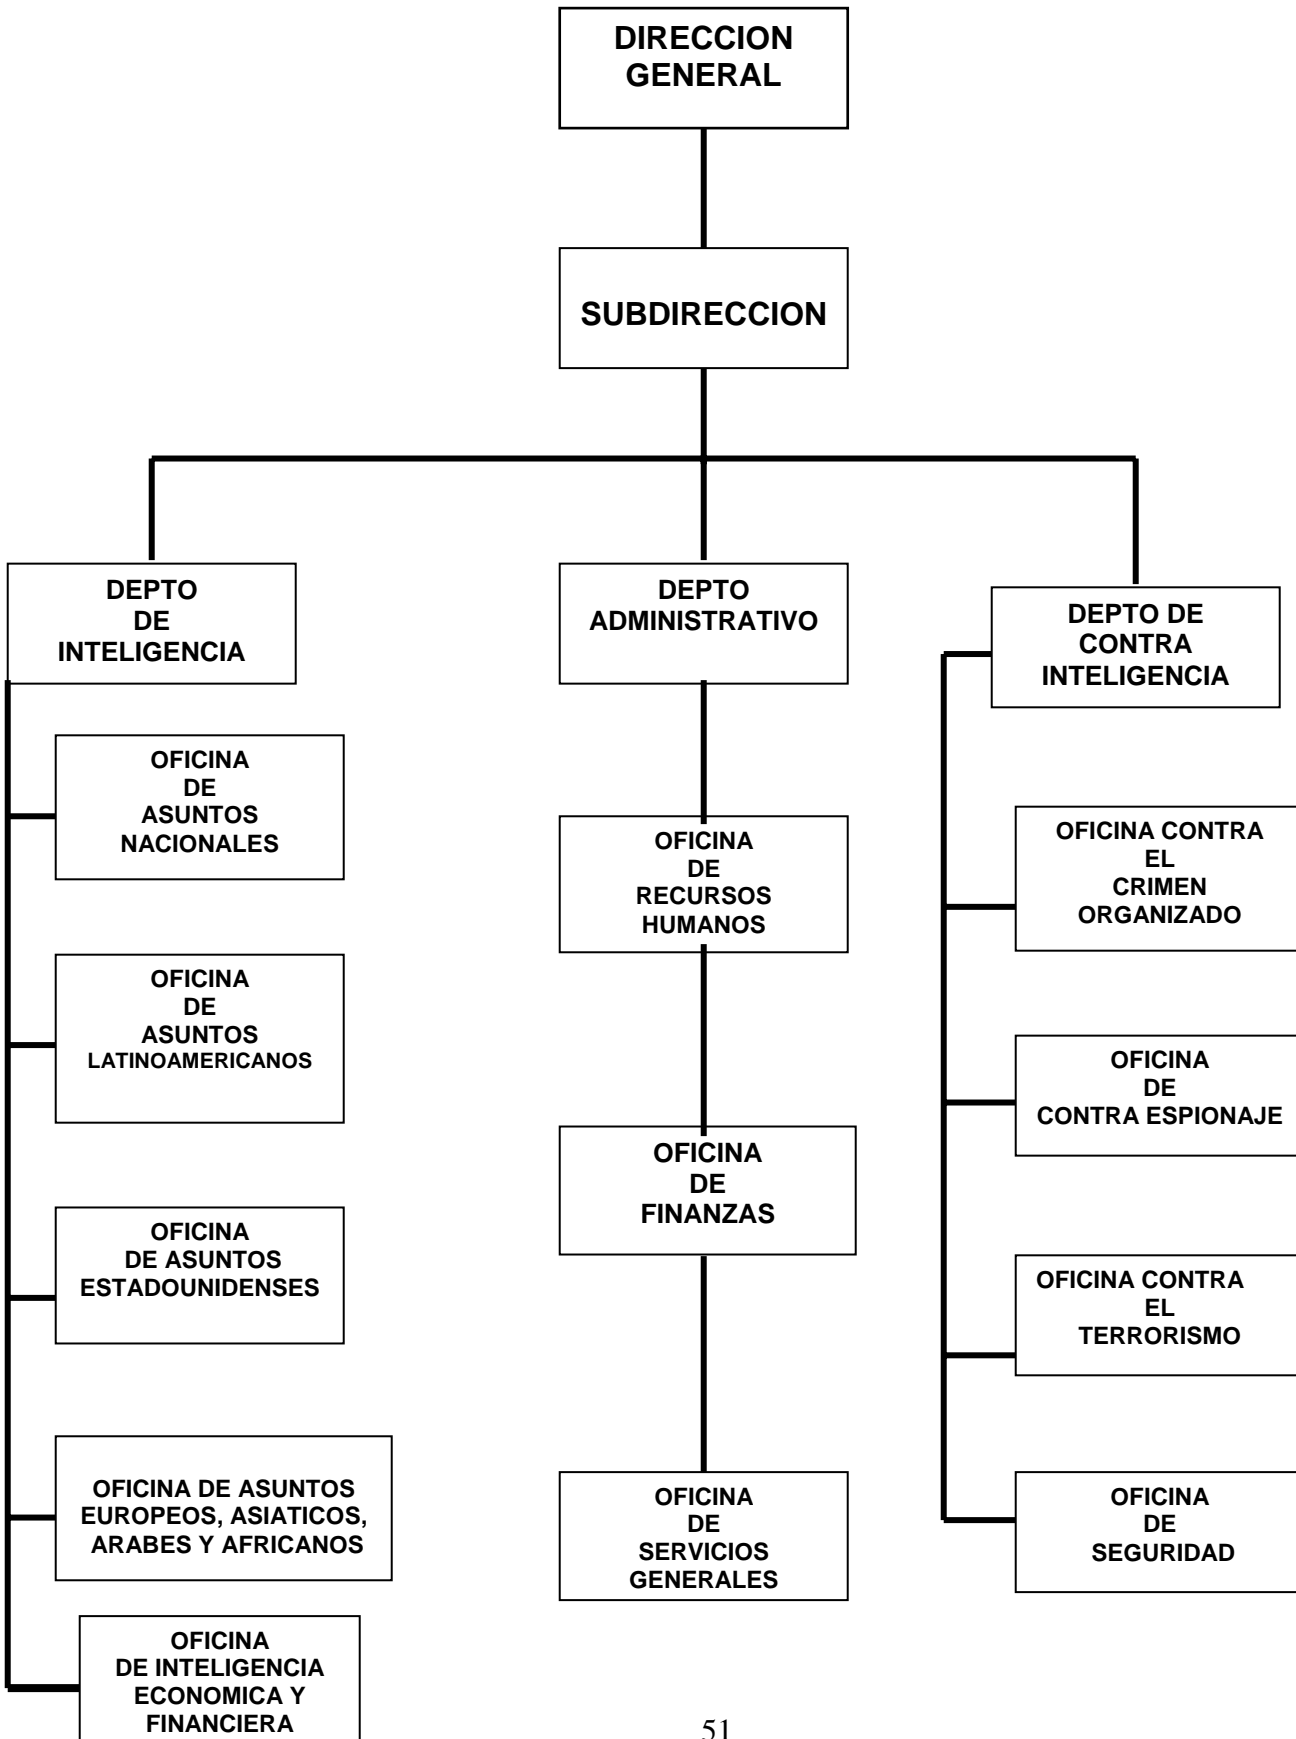 DIRECCION
GENERAL
SUBDIRECCION
DEPTO
DE
INTELIGENCIA
OFICINA
DE
ASUNTOS
NACIONALES
OFICINA
DE
ASUNTOS
LATINOAMERICANOS
OFICINA
DE ASUNTOS
ESTADOUNIDENSES
OFICINA DE ASUNTOS
EUROPEOS, ASIATICOS,
ARABES Y AFRICANOS
OFICINA
DE INTELIGENCIA
ECONOMICA Y
FINANCIERA
DEPTO
ADMINISTRATIVO
OFICINA
DE
RECURSOS
HUMANOS
OFICINA
DE
FINANZAS
OFICINA
DE
SERVICIOS
GENERALES
DEPTO DE
CONTRA
INTELIGENCIA
OFICINA CONTRA
EL
CRIMEN
ORGANIZADO
OFICINA
DE
CONTRA ESPIONAJE
OFICINA CONTRA
EL
TERRORISMO
OFICINA
DE
SEGURIDAD
51